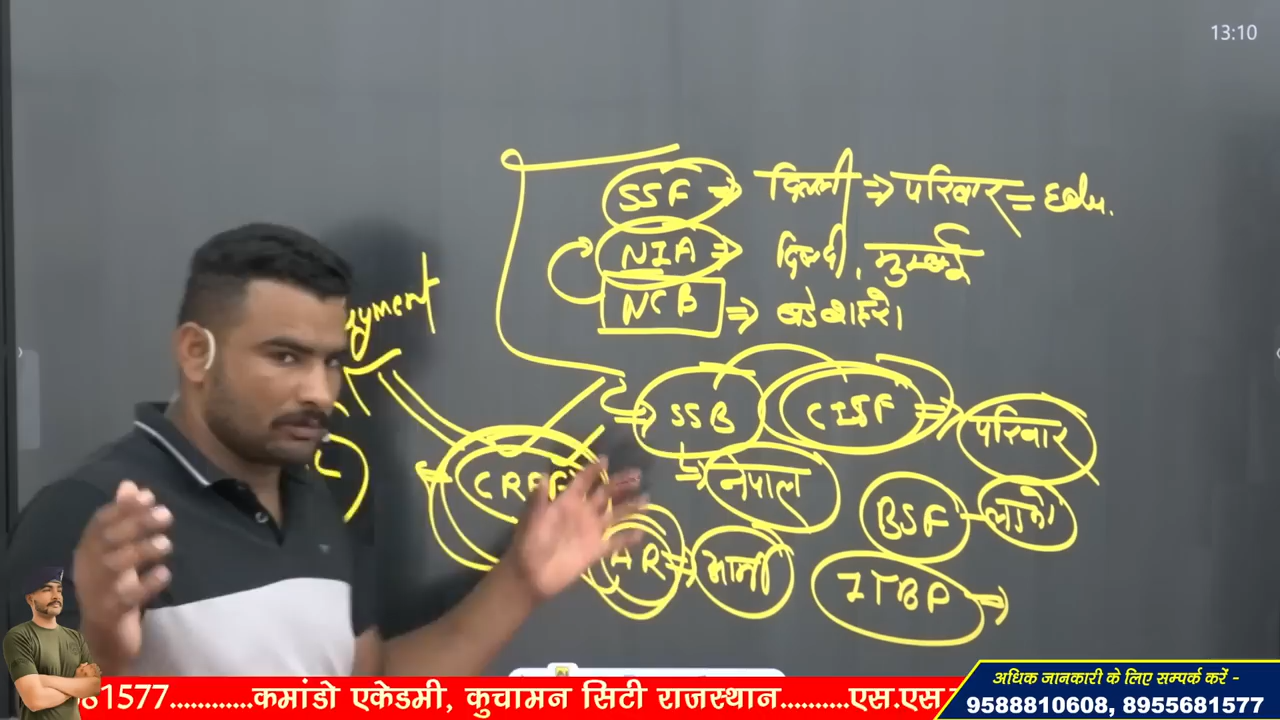 13:10
SSF ⇒ दिल्ली ⇒ परिवार = Edu.
NIA ⇒ दिल्ली, मुम्बई
NCB ⇒ बडे शहरो।
yment
SSB CISF ⇒ परिवार
CRPF नेपाल
BSF
AR ⇒
ITBP →
81577............कमांडो एकेडमी, कुचामन सिटी राजस्थान..........एस.एस
अधिक जानकारी के लिए सम्पर्क करें -
9588810608, 8955681577